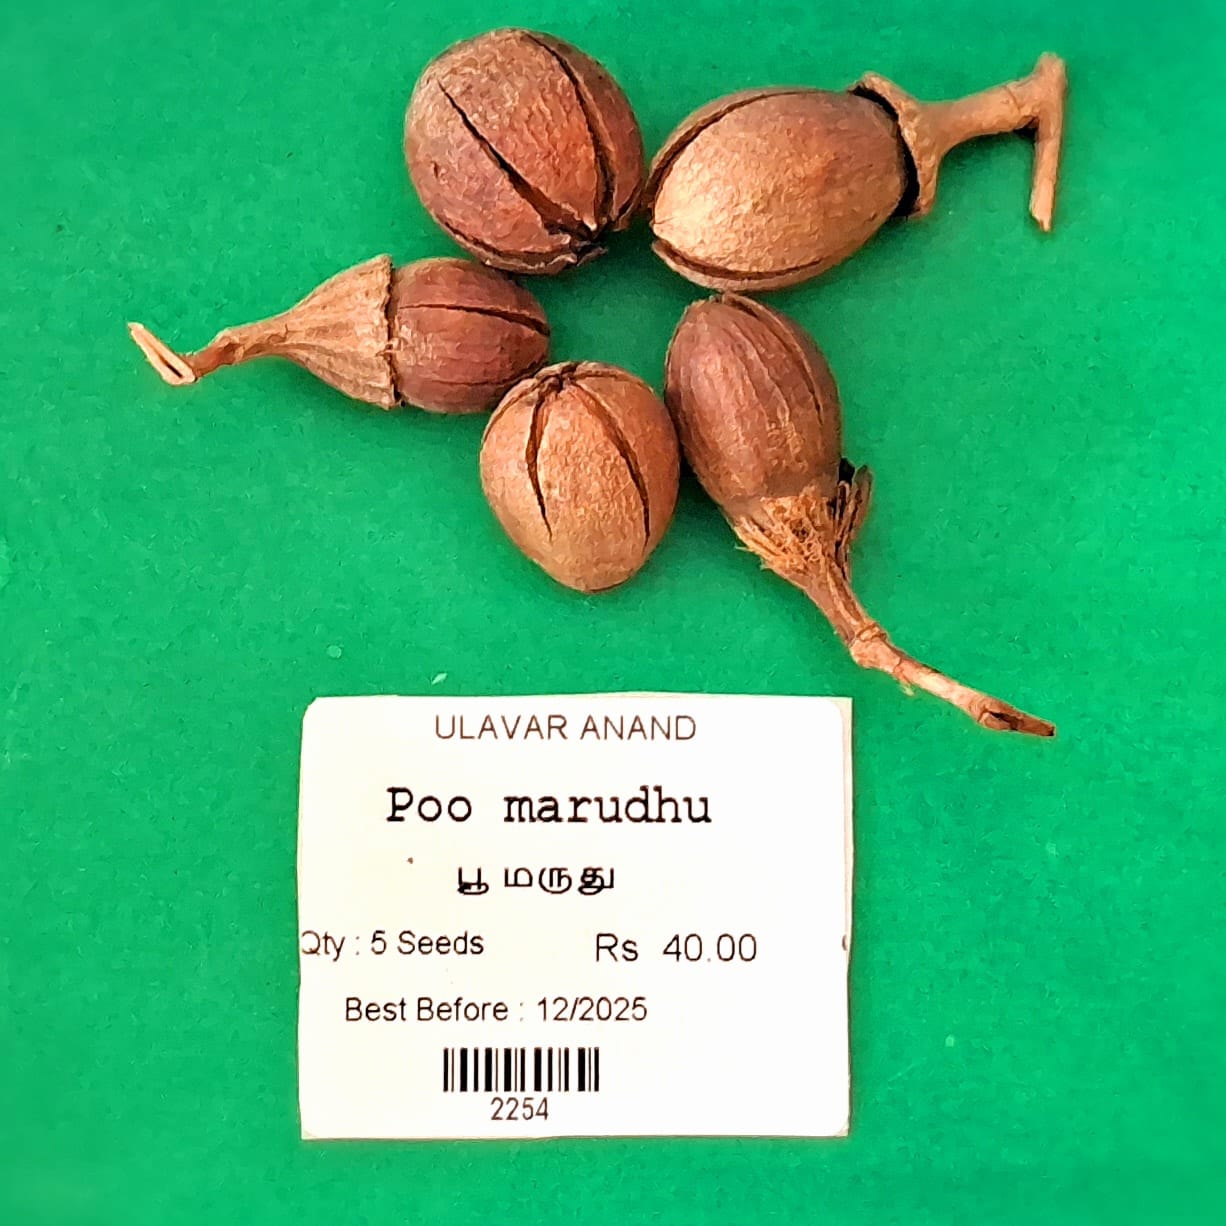 ULAVAR ANAND
Poo marudhu
பூ மருது
Qty : 5 Seeds Rs 40.00
Best Before : 12/2025
2254